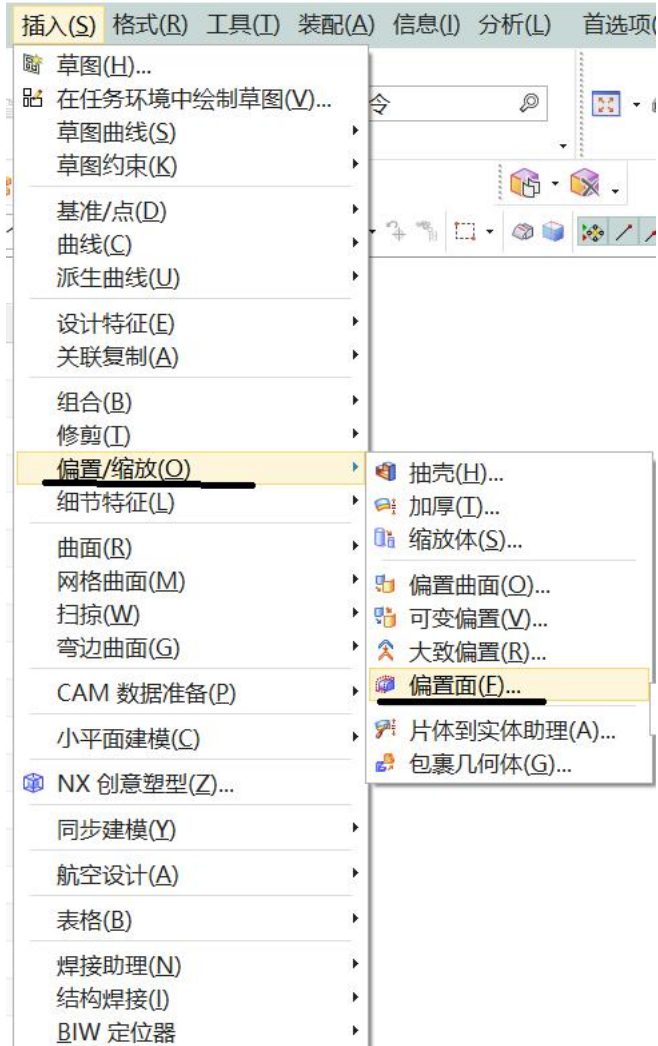 插入(S) 格式(R) 工具(T) 装配(A) 信息(I) 分析(L) 首选项(
草图(H)...
在任务环境中绘制草图(V)...
令
草图曲线(S)
草图约束(K)
基准/点(D)
曲线(C)
派生曲线(U)
设计特征(E)
关联复制(A)
组合(B)
修剪(T)
偏置/缩放(O)
细节特征(L)
曲面(R)
网格曲面(M)
扫掠(W)
弯边曲面(G)
CAM 数据准备(P)
小平面建模(C)
NX 创意塑型(Z)...
同步建模(Y)
航空设计(A)
表格(B)
焊接助理(N)
结构焊接(I)
BIW 定位器
抽壳(H)...
加厚(T)...
缩放体(S)...
偏置曲面(O)...
可变偏置(V)...
大致偏置(R)...
偏置面(F)...
片体到实体助理(A)...
包裹几何体(G)...